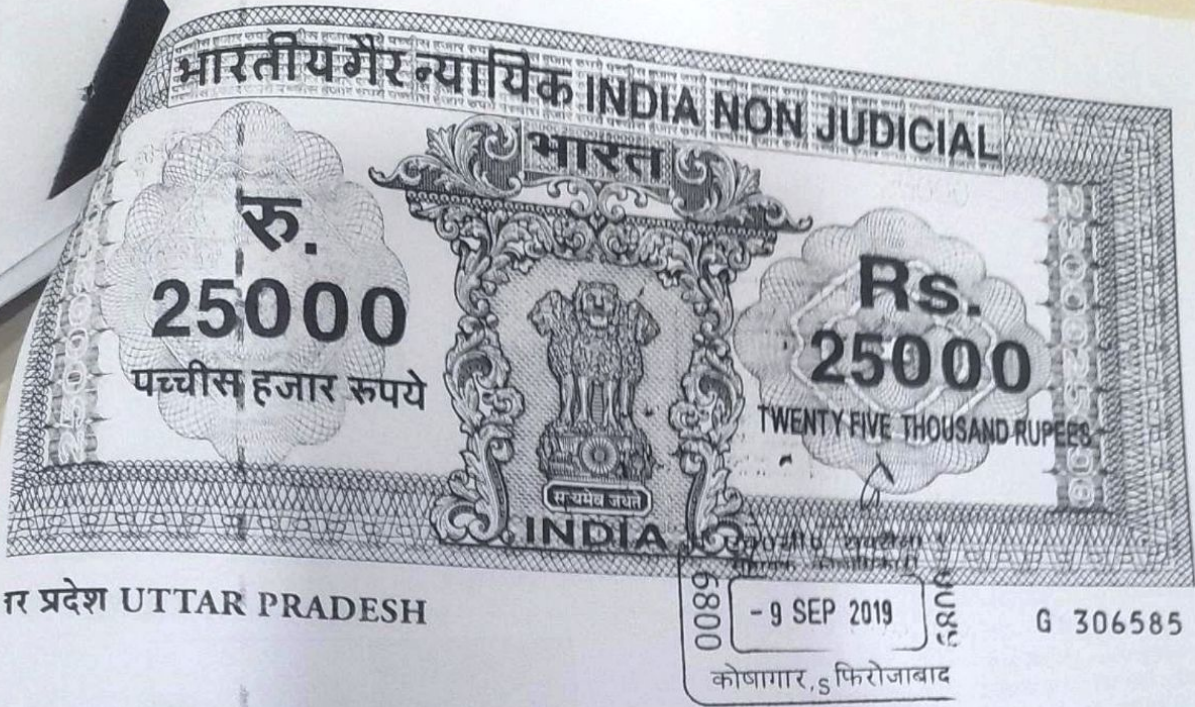 भारतीय गैर न्यायिक INDIA NON JUDICIAL
भारत
रु.
25000
पच्चीस हजार रुपये
Rs.
25000
TWENTY FIVE THOUSAND RUPEES
सत्यमेव जयते
INDIA
प्रदेश UTTAR PRADESH
0089
- 9 SEP 2019
G 306585
कोषागार, S फिरोजाबाद